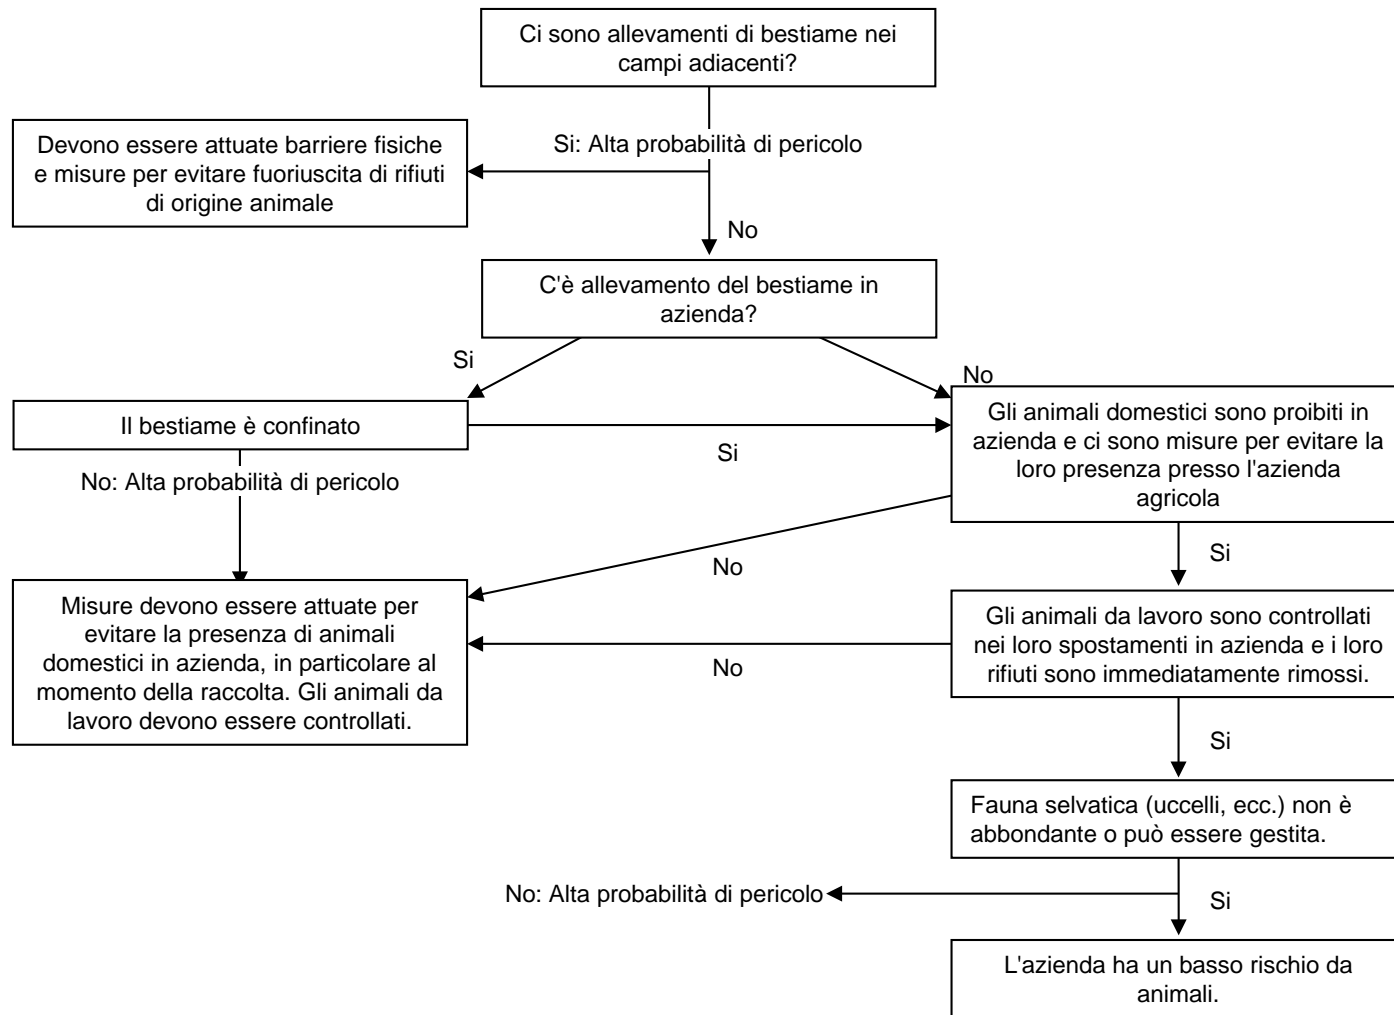 Ci sono allevamenti di bestiame nei
campi adiacenti?
Si: Alta probabilità di pericolo
Devono essere attuate barriere fisiche
e misure per evitare fuoriuscita di rifiuti
di origine animale
No
C'è allevamento del bestiame in
azienda?
Si
No
Il bestiame è confinato
Si
Gli animali domestici sono proibiti in
azienda e ci sono misure per evitare la
loro presenza presso l'azienda
agricola
No: Alta probabilità di pericolo
No
Si
Misure devono essere attuate per
evitare la presenza di animali
domestici in azienda, in particolare al
momento della raccolta. Gli animali da
lavoro devono essere controllati.
No
Gli animali da lavoro sono controllati
nei loro spostamenti in azienda e i loro
rifiuti sono immediatamente rimossi.
Si
Fauna selvatica (uccelli, ecc.) non è
abbondante o può essere gestita.
No: Alta probabilità di pericolo
Si
L'azienda ha un basso rischio da
animali.